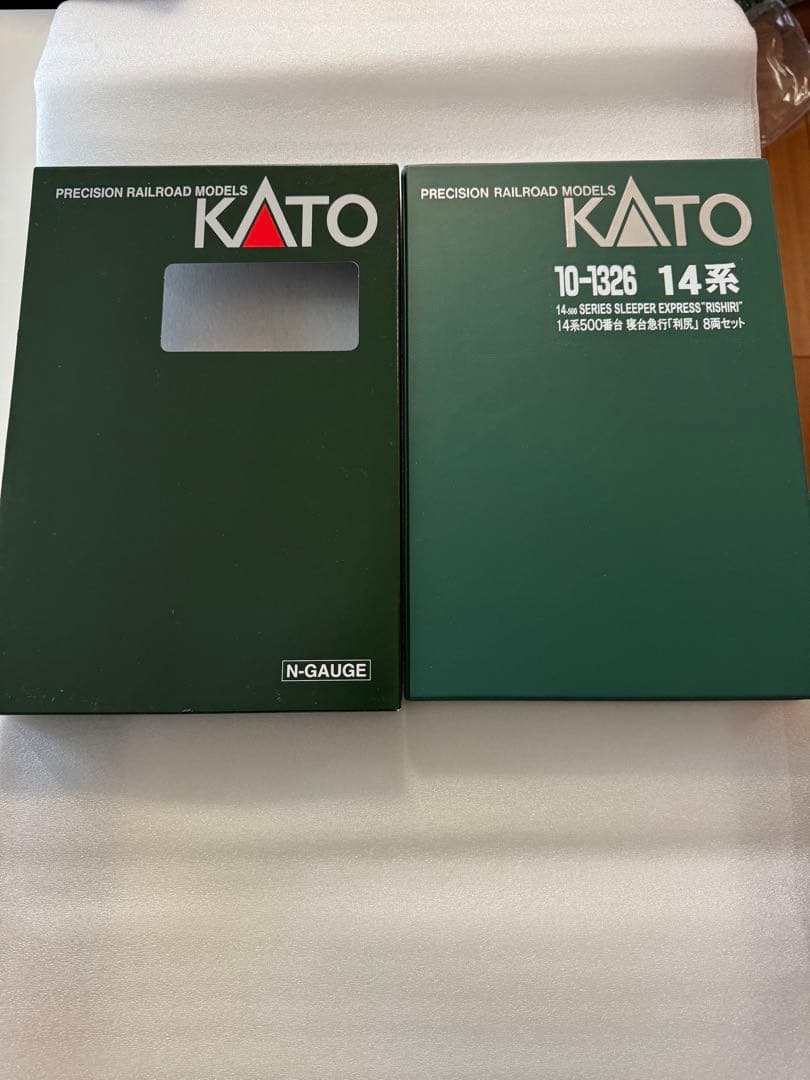 PRECISION RAILROAD MODELS
KATO
N-GAUGE
PRECISION RAILROAD MODELS
KATO
10-1326 14系
14-500 SERIES SLEEPER EXPRESS"RISHIRI"
14系500番台 寝台急行「利尻」 8両セット